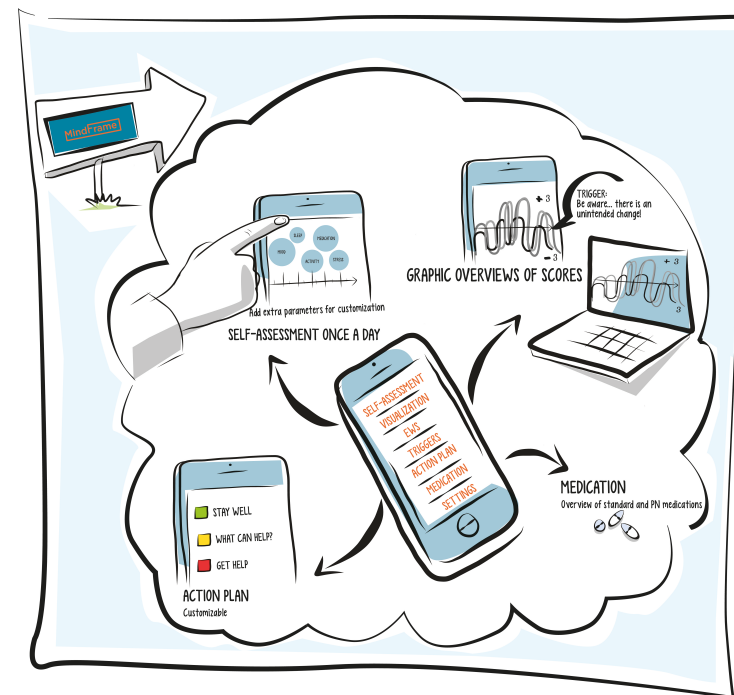 MindFrame
SLEEP
MEDICATION
MOOD
ACTIVITY
STRESS
Add extra parameters for customization
SELF-ASSESSMENT ONCE A DAY
+ 3
- 3
TRIGGER:
Be aware... there is an
unintended change!
GRAPHIC OVERVIEWS OF SCORES
+ 3
3
SELF-ASSESSMENT
VISUALIZATION
EWS
TRIGGERS
ACTION PLAN
MEDICATION
SETTINGS
MEDICATION
Overview of standard and PN medications
STAY WELL
WHAT CAN HELP?
GET HELP
ACTION PLAN
Customizable